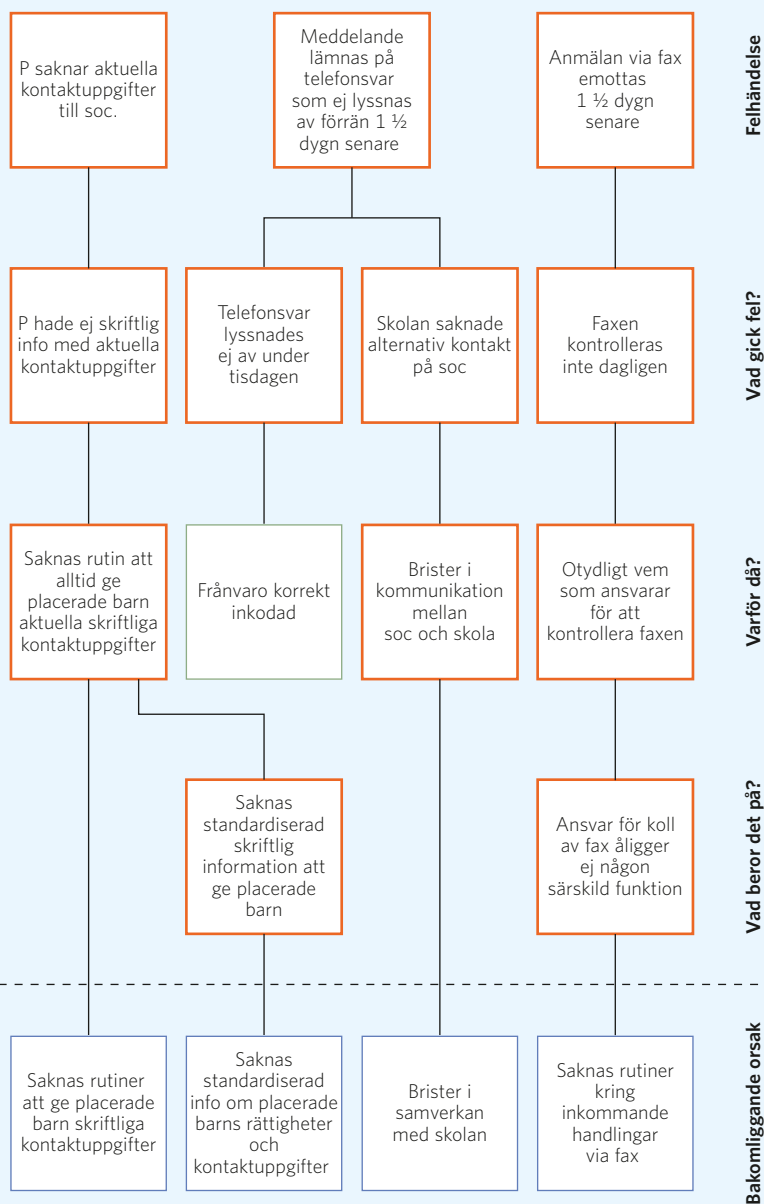 P saknar aktuella
kontaktuppgifter
till soc.
Meddelande
lämnas på
telefonsvar
som ej lyssnas
av förrän 1 ½
dygn senare
Anmälan via fax
emottas
1 ½ dygn
senare
Felhändelse
P hade ej skriftlig
info med aktuella
kontaktuppgifter
Telefonsvar
lyssnades
ej av under
tisdagen
Skolan saknade
alternativ kontakt
på soc
Faxen
kontrolleras
inte dagligen
Vad gick fel?
Saknas rutin att
alltid ge
placerade barn
aktuella skriftliga
kontaktuppgifter
Frånvaro korrekt
inkodad
Brister i
kommunikation
mellan
soc och skola
Otydligt vem
som ansvarar
för att
kontrollera faxen
Varför då?
Saknas
standardiserad
skriftlig
information att
ge placerade
barn
Ansvar för koll
av fax åligger
ej någon
särskild funktion
Vad beror det på?
Saknas rutiner
att ge placerade
barn skriftliga
kontaktuppgifter
Saknas
standardiserad
info om placerade
barns rättigheter
och
kontaktuppgifter
Brister i
samverkan
med skolan
Saknas rutiner
kring
inkommande
handlingar
via fax
Bakomliggande orsak